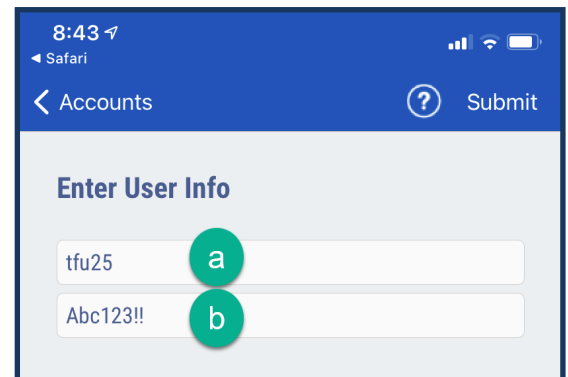 8:43
◀ Safari
Accounts ? Submit
Enter User Info
tfu25 a
Abc123!! b